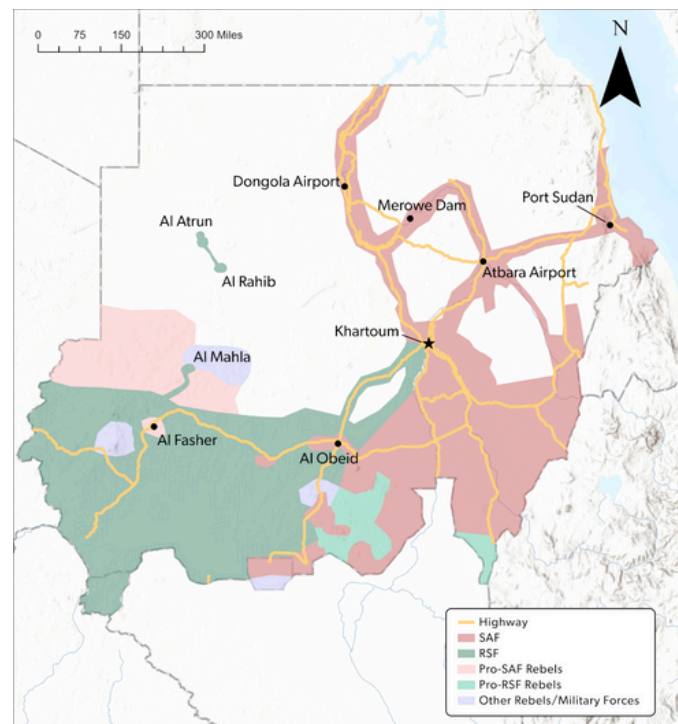 0 75 150 300 Miles
N
Dongola Airport
Merowe Dam
Port Sudan
Al Atrun
Al Rahib
Atbara Airport
Khartoum
Al Mahla
Al Fasher
Al Obeid
Highway
SAF
RSF
Pro-SAF Rebels
Pro-RSF Rebels
Other Rebels/Military Forces